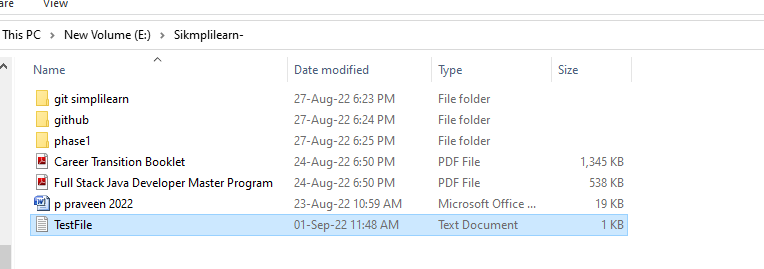 are View
This PC > New Volume (E:) > Sikmplilearn-
Name Date modified Type Size
git simplilearn 27-Aug-22 6:23 PM File folder
github 27-Aug-22 6:24 PM File folder
phase1 27-Aug-22 6:25 PM File folder
Career Transition Booklet 24-Aug-22 6:50 PM PDF File 1,345 KB
Full Stack Java Developer Master Program 24-Aug-22 6:50 PM PDF File 538 KB
p praveen 2022 23-Aug-22 10:59 AM Microsoft Office ... 19 KB
TestFile 01-Sep-22 11:48 AM Text Document 1 KB